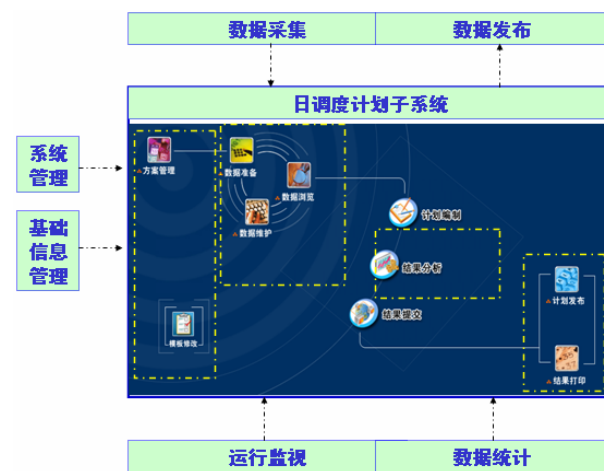 数据采集
数据发布
日调度计划子系统
系统
管理
基础
信息
管理
方案管理
数据准备
数据浏览
数据维护
计划编制
结果分析
结果提交
模板修改
计划发布
结果打印
运行监视
数据统计